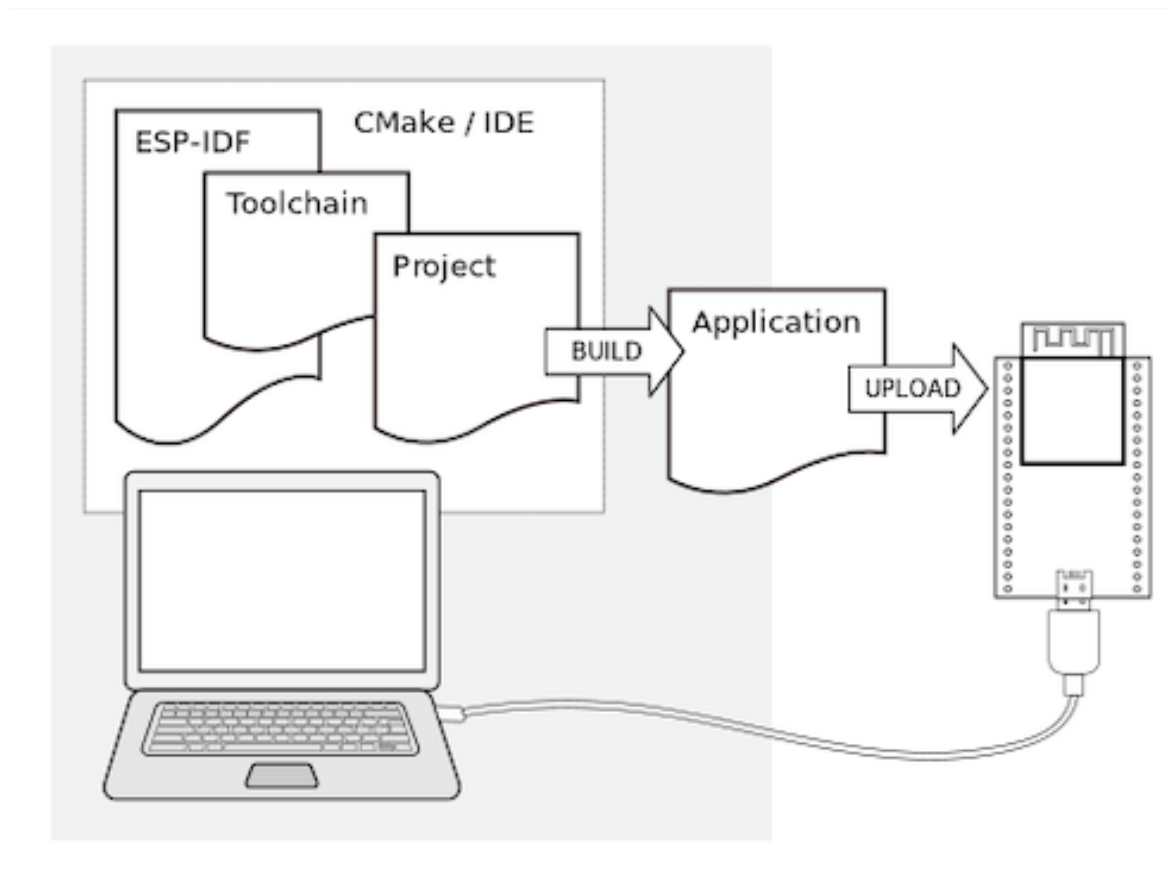 CMake / IDE
ESP-IDF
Toolchain
Project
BUILD
Application
UPLOAD